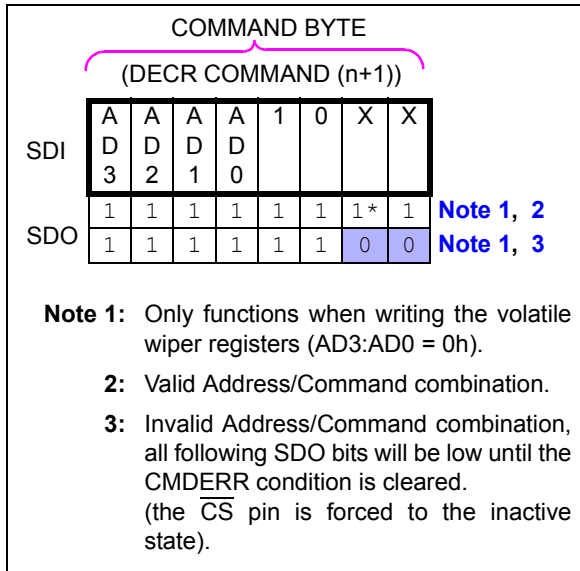 COMMAND BYTE
(DECR COMMAND (n+1))
SDI
A A A A 1 0 X X
D D D D
3 2 1 0
1 1 1 1 1 1 1* 1 Note 1, 2
SDO
1 1 1 1 1 1 0 0 Note 1, 3
Note 1: Only functions when writing the volatile
wiper registers (AD3:AD0 = 0h).
2: Valid Address/Command combination.
3: Invalid Address/Command combination,
all following SDO bits will be low until the
CMDERR condition is cleared.
(the C̅S̅ pin is forced to the inactive
state).